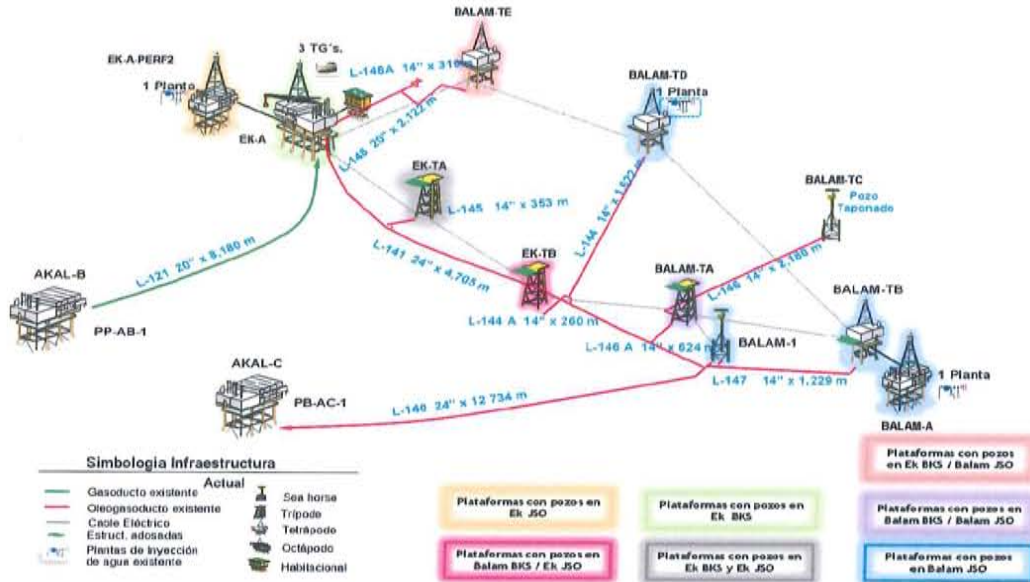 BALAM-TE
EK-A-PERF2
3 TG's.
L-148A 14" x 310
1 Planta
BALAM-TD
1 Planta
EK-A
L-148 20" x 2,122 m
EK-TA
L-145 14" x 353 m
L-144 14" x 1,622 m
BALAM-TC
Pozo
Taponado
L-121 20" x 8,180 m
L-141 24" x 4,705 m
EK-TB
BALAM-TA
L-146 14" x 2,180 m
AKAL-B
PP-AB-1
L-144 A 14" x 260 m
BALAM-TB
L-146 A 14" x 624 m
BALAM-1
AKAL-C
PB-AC-1
L-147 14" x 1,229 m
1 Planta
L-140 24" x 12 734 m
BALAM-A
Simbologia Infraestructura
Actual
Gasoducto existente
Oleogasoducto existente
Cable Eléctrico
Estruct. adosadas
Plantas de Inyección
de agua existente
Sea horse
Trípode
Tetrápodo
Octápodo
Habitacional
Plataformas con pozos en
Ek JSO
Plataformas con pozos en
Ek BKS
Plataformas con pozos
en Ek BKS / Balam JSO
Plataformas con pozos en
Balam BKS / Balam JSO
Plataformas con pozos en
Balam BKS / Ek JSO
Plataformas con pozos en
Ek BKS y Ek JSO
Plataformas con pozos
en Balam JSO